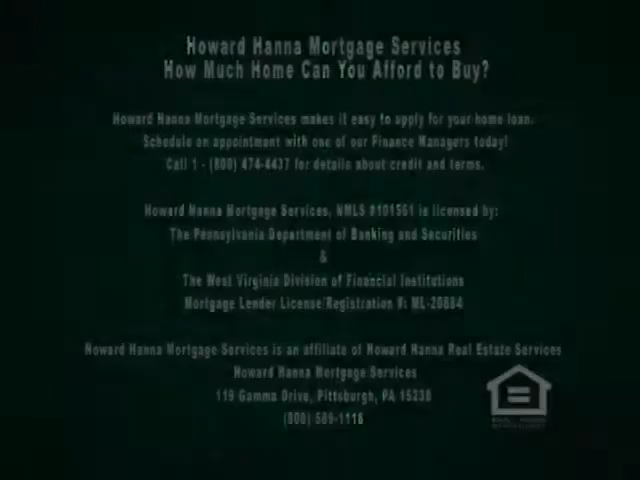 Howard Hanna Mortgage Services
How Much Home Can You Afford to Buy?
Howard Hanna Mortgage Services makes it easy to apply for your home loan.
Schedule an appointment with one of our Finance Managers today!
Call 1 - (800) 474-4437 for details about credit and terms.
Howard Hanna Mortgage Services, NMLS #101561 is licensed by:
The Pennsylvania Department of Banking and Securities
&
The West Virginia Division of Financial Institutions
Mortgage Lender License/Registration #: ML-20884
Howard Hanna Mortgage Services is an affiliate of Howard Hanna Real Estate Services
Howard Hanna Mortgage Services
119 Gamma Drive, Pittsburgh, PA 15238
(800) 589-1116